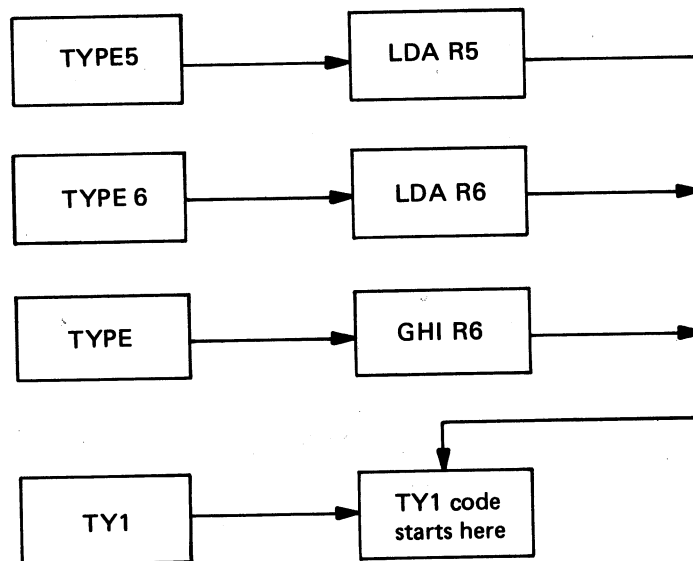 TYPE5
LDA R5
TYPE 6
LDA R6
TYPE
GHI R6
TY1
TY1 code
starts here